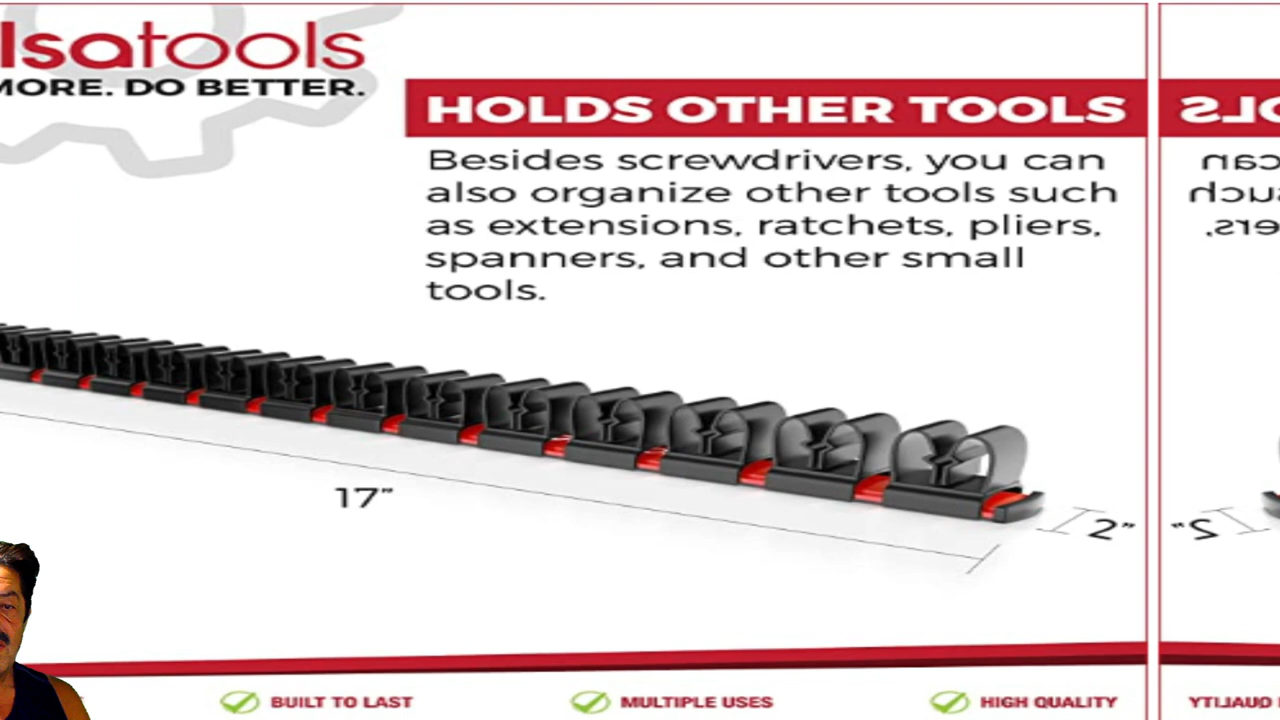 lsatools
MORE. DO BETTER.
HOLDS OTHER TOOLS
Besides screwdrivers, you can
also organize other tools such
as extensions, ratchets, pliers,
spanners, and other small
tools.
17”
2”
BUILT TO LAST
MULTIPLE USES
HIGH QUALITY